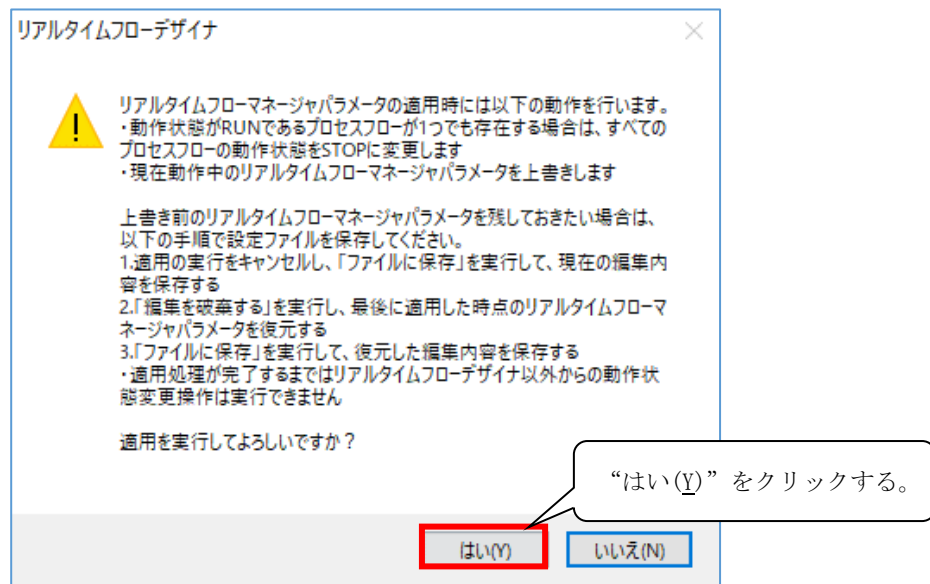 リアルタイムフローデザイナ
リアルタイムフローマネージャパラメータの適用時には以下の動作を行います。
・動作状態がRUNであるプロセスフローが1つでも存在する場合は、すべての
プロセスフローの動作状態をSTOPに変更します
・現在動作中のリアルタイムフローマネージャパラメータを上書きします
上書き前のリアルタイムフローマネージャパラメータを残しておきたい場合は、
以下の手順で設定ファイルを保存してください。
1.適用の実行をキャンセルし、「ファイルに保存」を実行して、現在の編集内
容を保存する
2.「編集を破棄する」を実行し、最後に適用した時点のリアルタイムフローマ
ネージャパラメータを復元する
3.「ファイルに保存」を実行して、復元した編集内容を保存する
・適用処理が完了するまではリアルタイムフローデザイナ以外からの動作状
態変更操作は実行できません
適用を実行してよろしいですか？
“はい(Y)”をクリックする。
はい(Y)
いいえ(N)